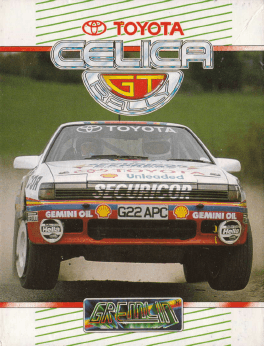 TOYOTA
CELICA
GT
RALLY
TOYOTA
Unleaded
SECURICOR
GEMINI OIL
G22 APC
GEMINI OIL
Hella
Hella
GREMLIN